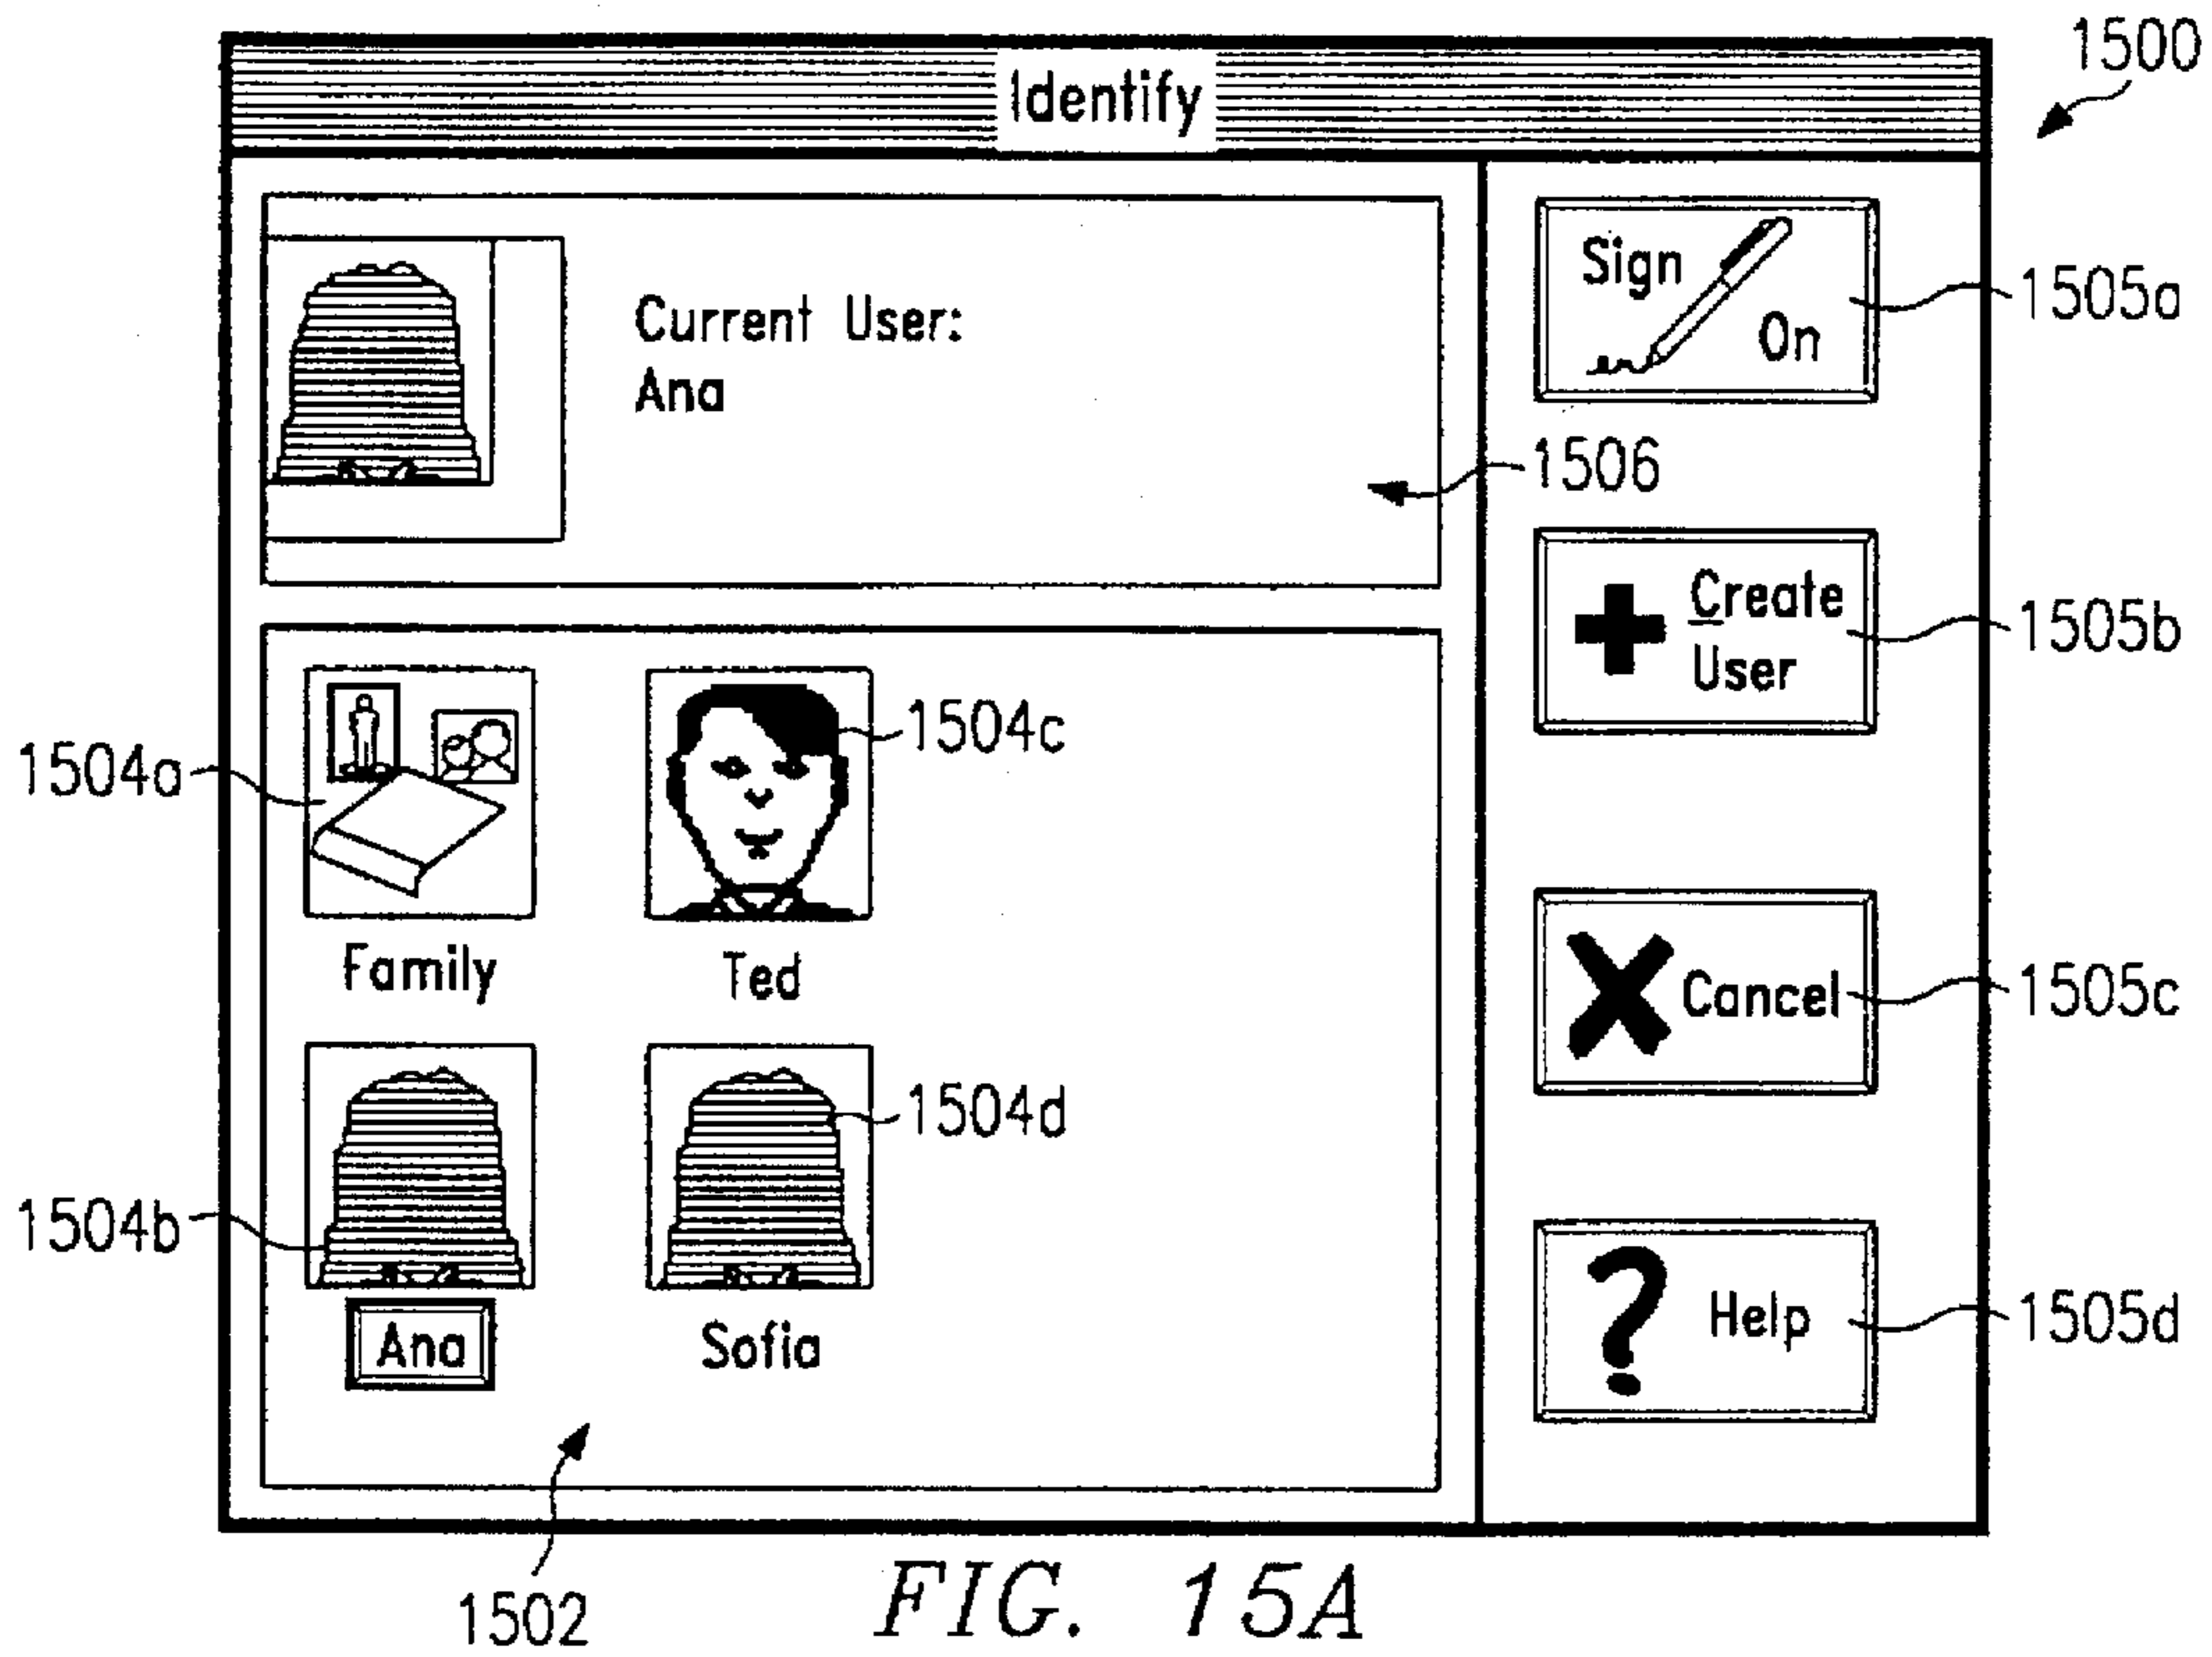 1500
Identify
Current User:
Ana
Sign
On
1505a
1506
Create
User
1505b
1504a
1504c
Family
Ted
Cancel
1505c
1504b
1504d
Ana
Sofia
Help
1505d
1502
FIG. 15A